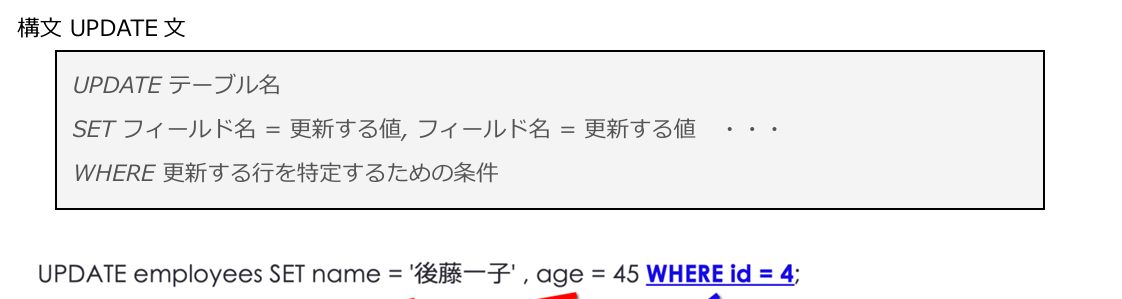 構文 UPDATE 文
UPDATE テーブル名
SET フィールド名 = 更新する値, フィールド名 = 更新する値　・・・
WHERE 更新する行を特定するための条件
UPDATE employees SET name = '後藤一子' , age = 45 WHERE id = 4;